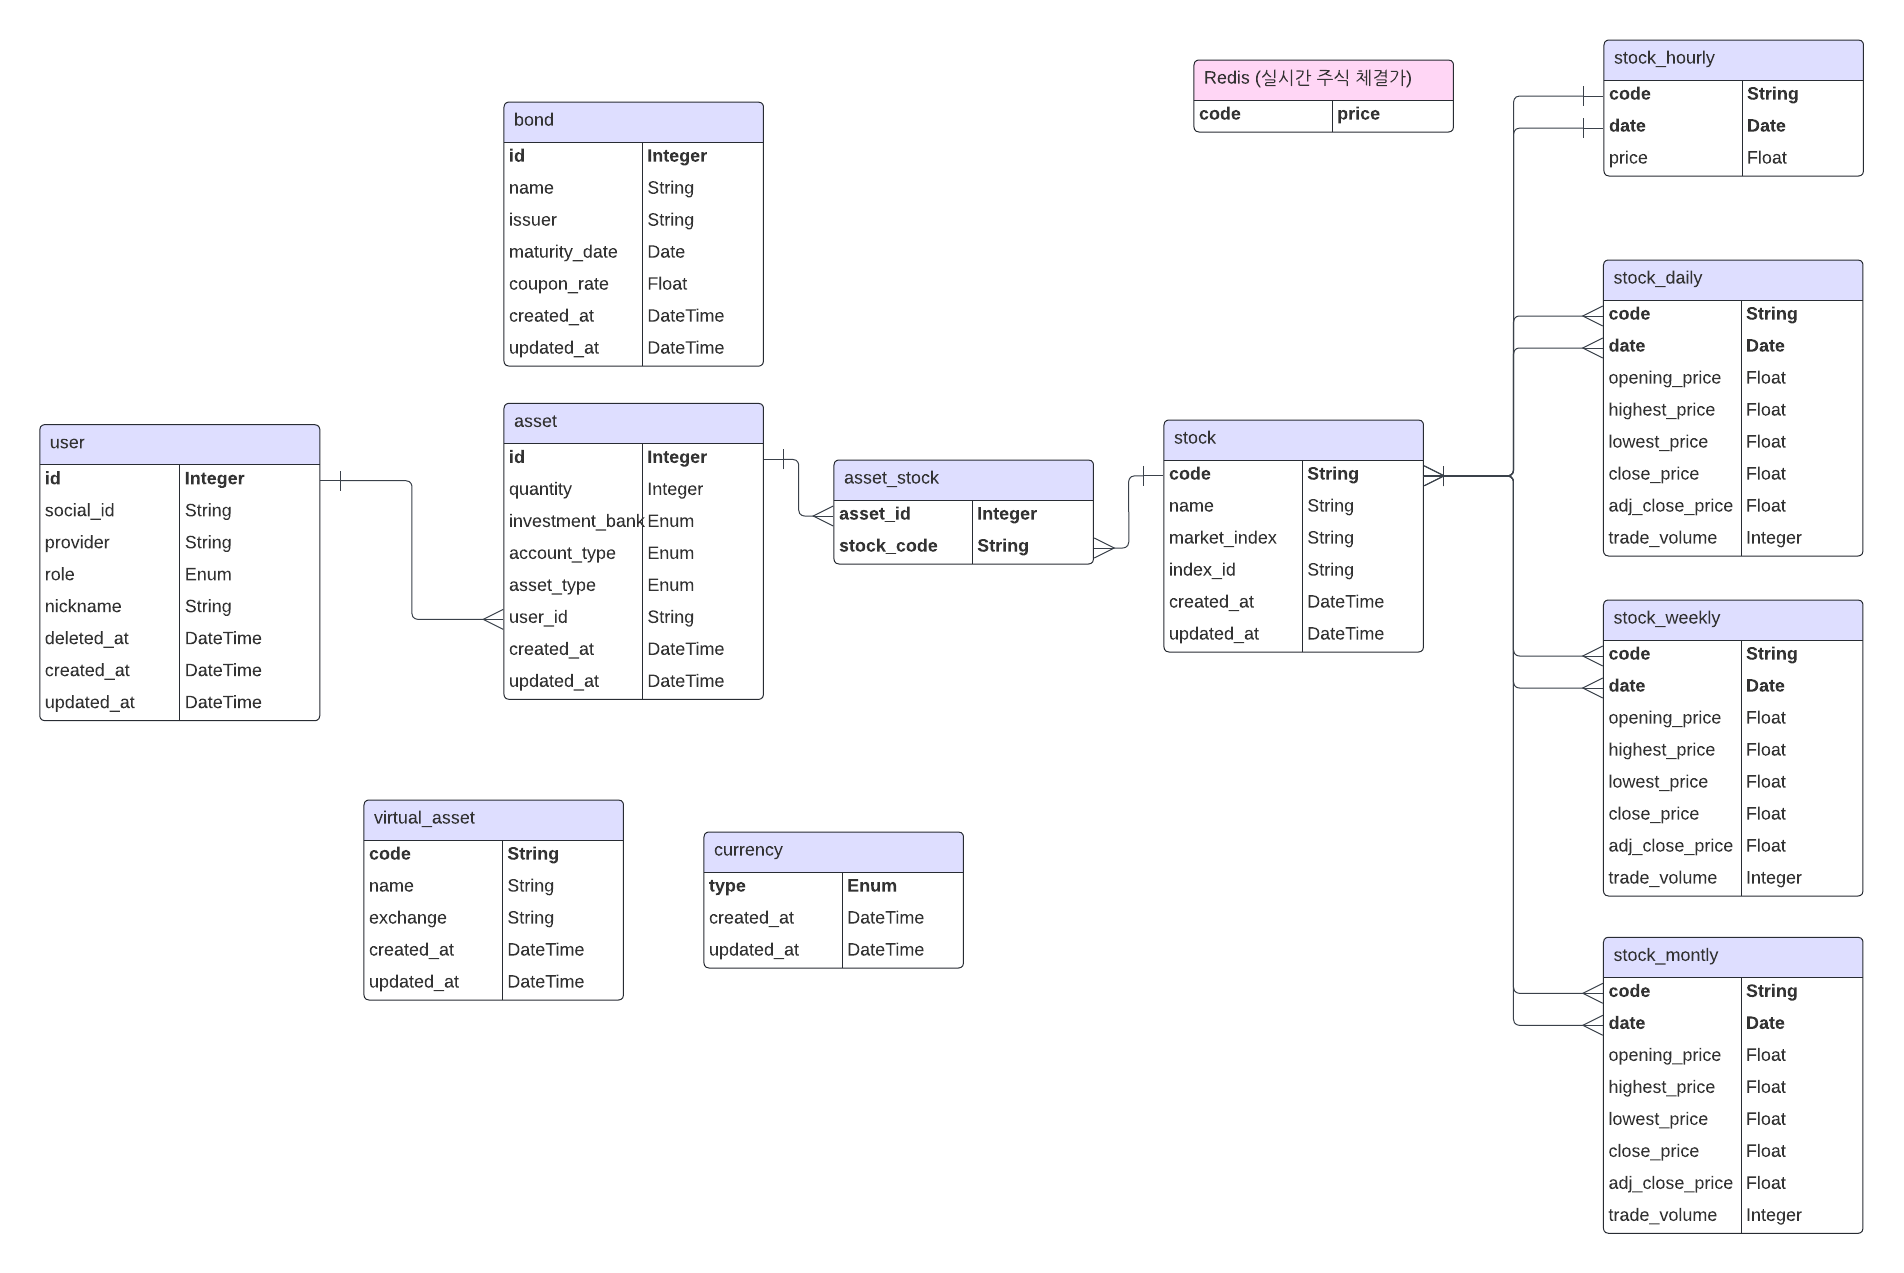 bond
id Integer
name String
issuer String
maturity_date Date
coupon_rate Float
created_at DateTime
updated_at DateTime
user
id Integer
social_id String
provider String
role Enum
nickname String
deleted_at DateTime
created_at DateTime
updated_at DateTime
asset
id Integer
quantity Integer
investment_bank Enum
account_type Enum
asset_type Enum
user_id String
created_at DateTime
updated_at DateTime
asset_stock
asset_id Integer
stock_code String
virtual_asset
code String
name String
exchange String
created_at DateTime
updated_at DateTime
currency
type Enum
created_at DateTime
updated_at DateTime
Redis (실시간 주식 체결가)
code price
stock
code String
name String
market_index String
index_id String
created_at DateTime
updated_at DateTime
stock_hourly
code String
date Date
price Float
stock_daily
code String
date Date
opening_price Float
highest_price Float
lowest_price Float
close_price Float
adj_close_price Float
trade_volume Integer
stock_weekly
code String
date Date
opening_price Float
highest_price Float
lowest_price Float
close_price Float
adj_close_price Float
trade_volume Integer
stock_montly
code String
date Date
opening_price Float
highest_price Float
lowest_price Float
close_price Float
adj_close_price Float
trade_volume Integer